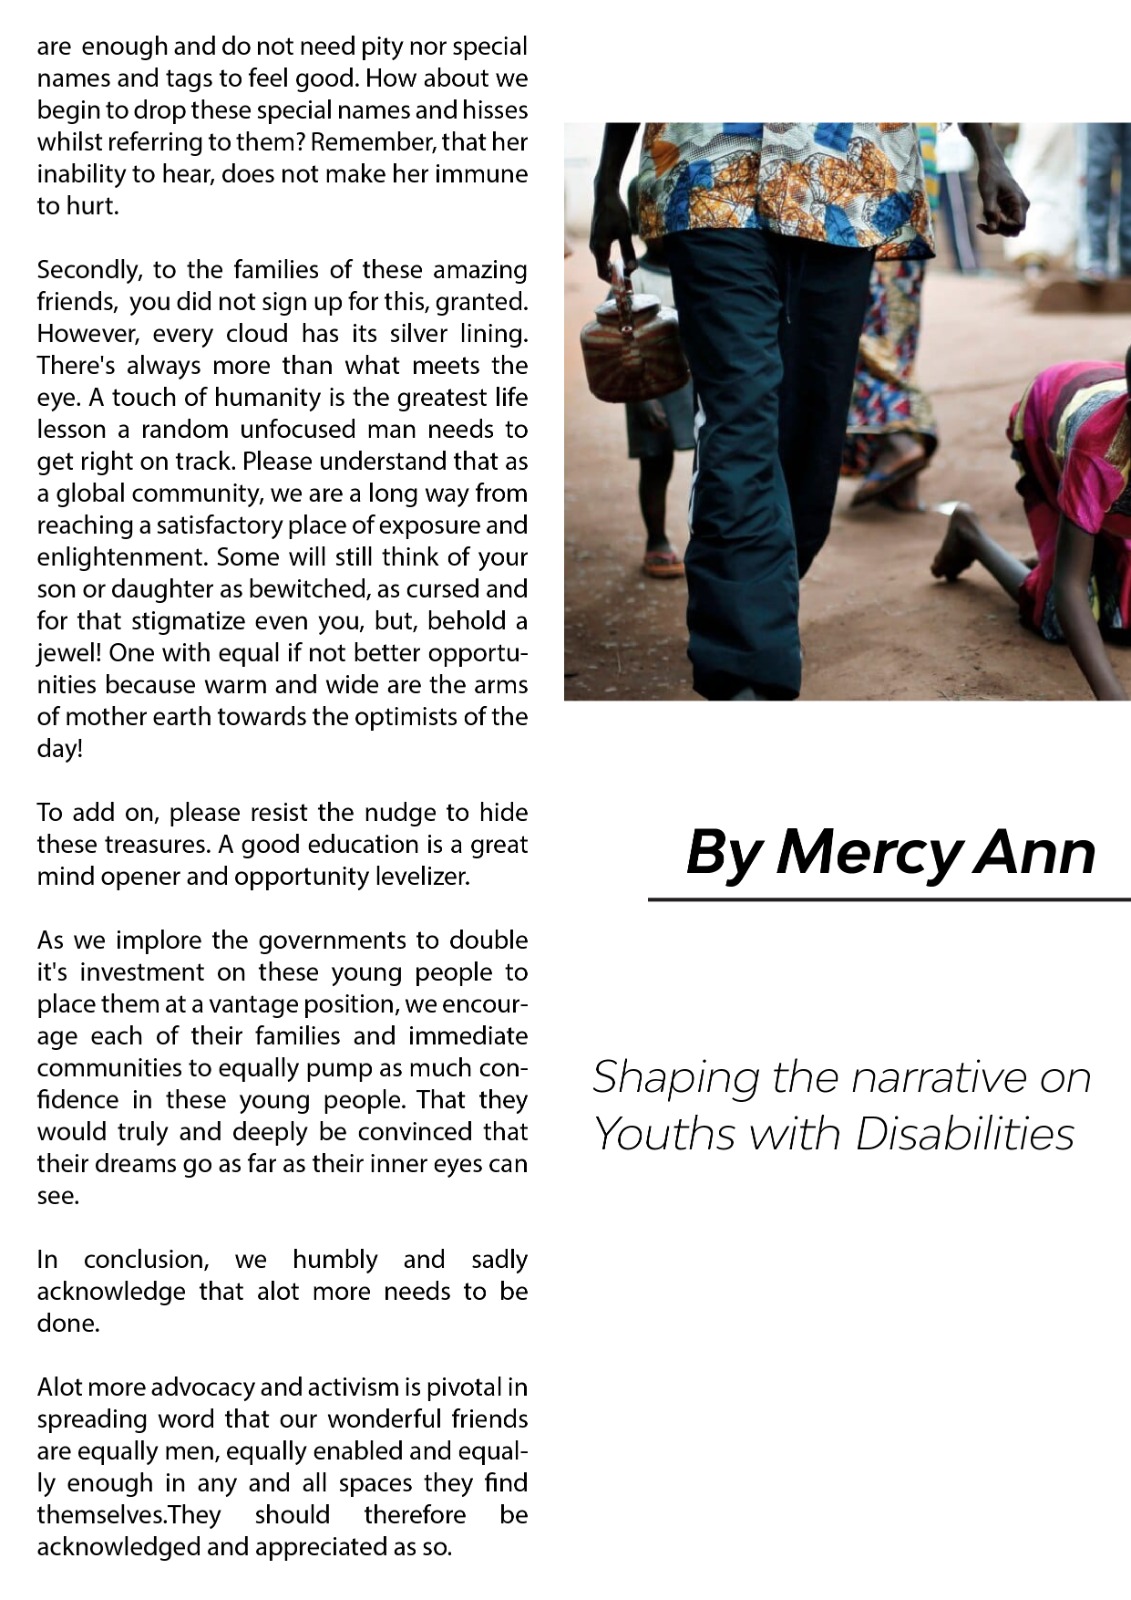 are  enough and do not need pity nor special
names and tags to feel good. How about we
begin to drop these special names and hisses
whilst referring to them? Remember, that her
inability to hear, does not make her immune
to hurt.
Secondly, to the families of these amazing
friends,  you did not sign up for this, granted.
However, every cloud has its silver lining.
There's always more than what meets the
eye. A touch of humanity is the greatest life
lesson a random unfocused man needs to
get right on track. Please understand that as
a global community, we are a long way from
reaching a satisfactory place of exposure and
enlightenment. Some will still think of your
son or daughter as bewitched, as cursed and
for that stigmatize even you, but, behold a
jewel! One with equal if not better opportu-
nities because warm and wide are the arms
of mother earth towards the optimists of the
day!
To add on, please resist the nudge to hide
these treasures. A good education is a great
mind opener and opportunity levelizer.
As we implore the governments to double
it's investment on these young people to
place them at a vantage position, we encour-
age each of their families and immediate
communities to equally pump as much con-
fidence in these young people. That they
would truly and deeply be convinced that
their dreams go as far as their inner eyes can
see.
In conclusion, we humbly and sadly
acknowledge that alot more needs to be
done.
Alot more advocacy and activism is pivotal in
spreading word that our wonderful friends
are equally men, equally enabled and equal-
ly enough in any and all spaces they find
themselves.They should therefore be
acknowledged and appreciated as so.
By Mercy Ann
Shaping the narrative on
Youths with Disabilities